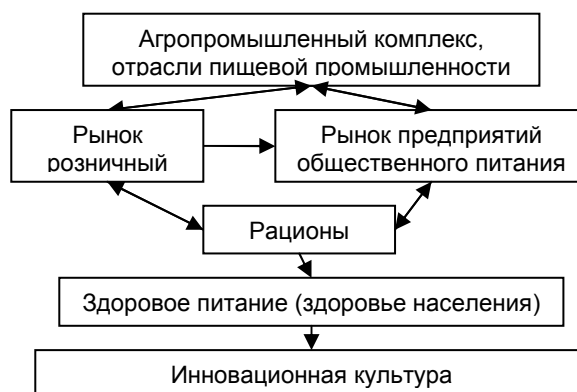 Агропромышленный комплекс,
отрасли пищевой промышленности
Рынок
розничный
Рынок предприятий
общественного питания
Рационы
Здоровое питание (здоровье населения)
Инновационная культура